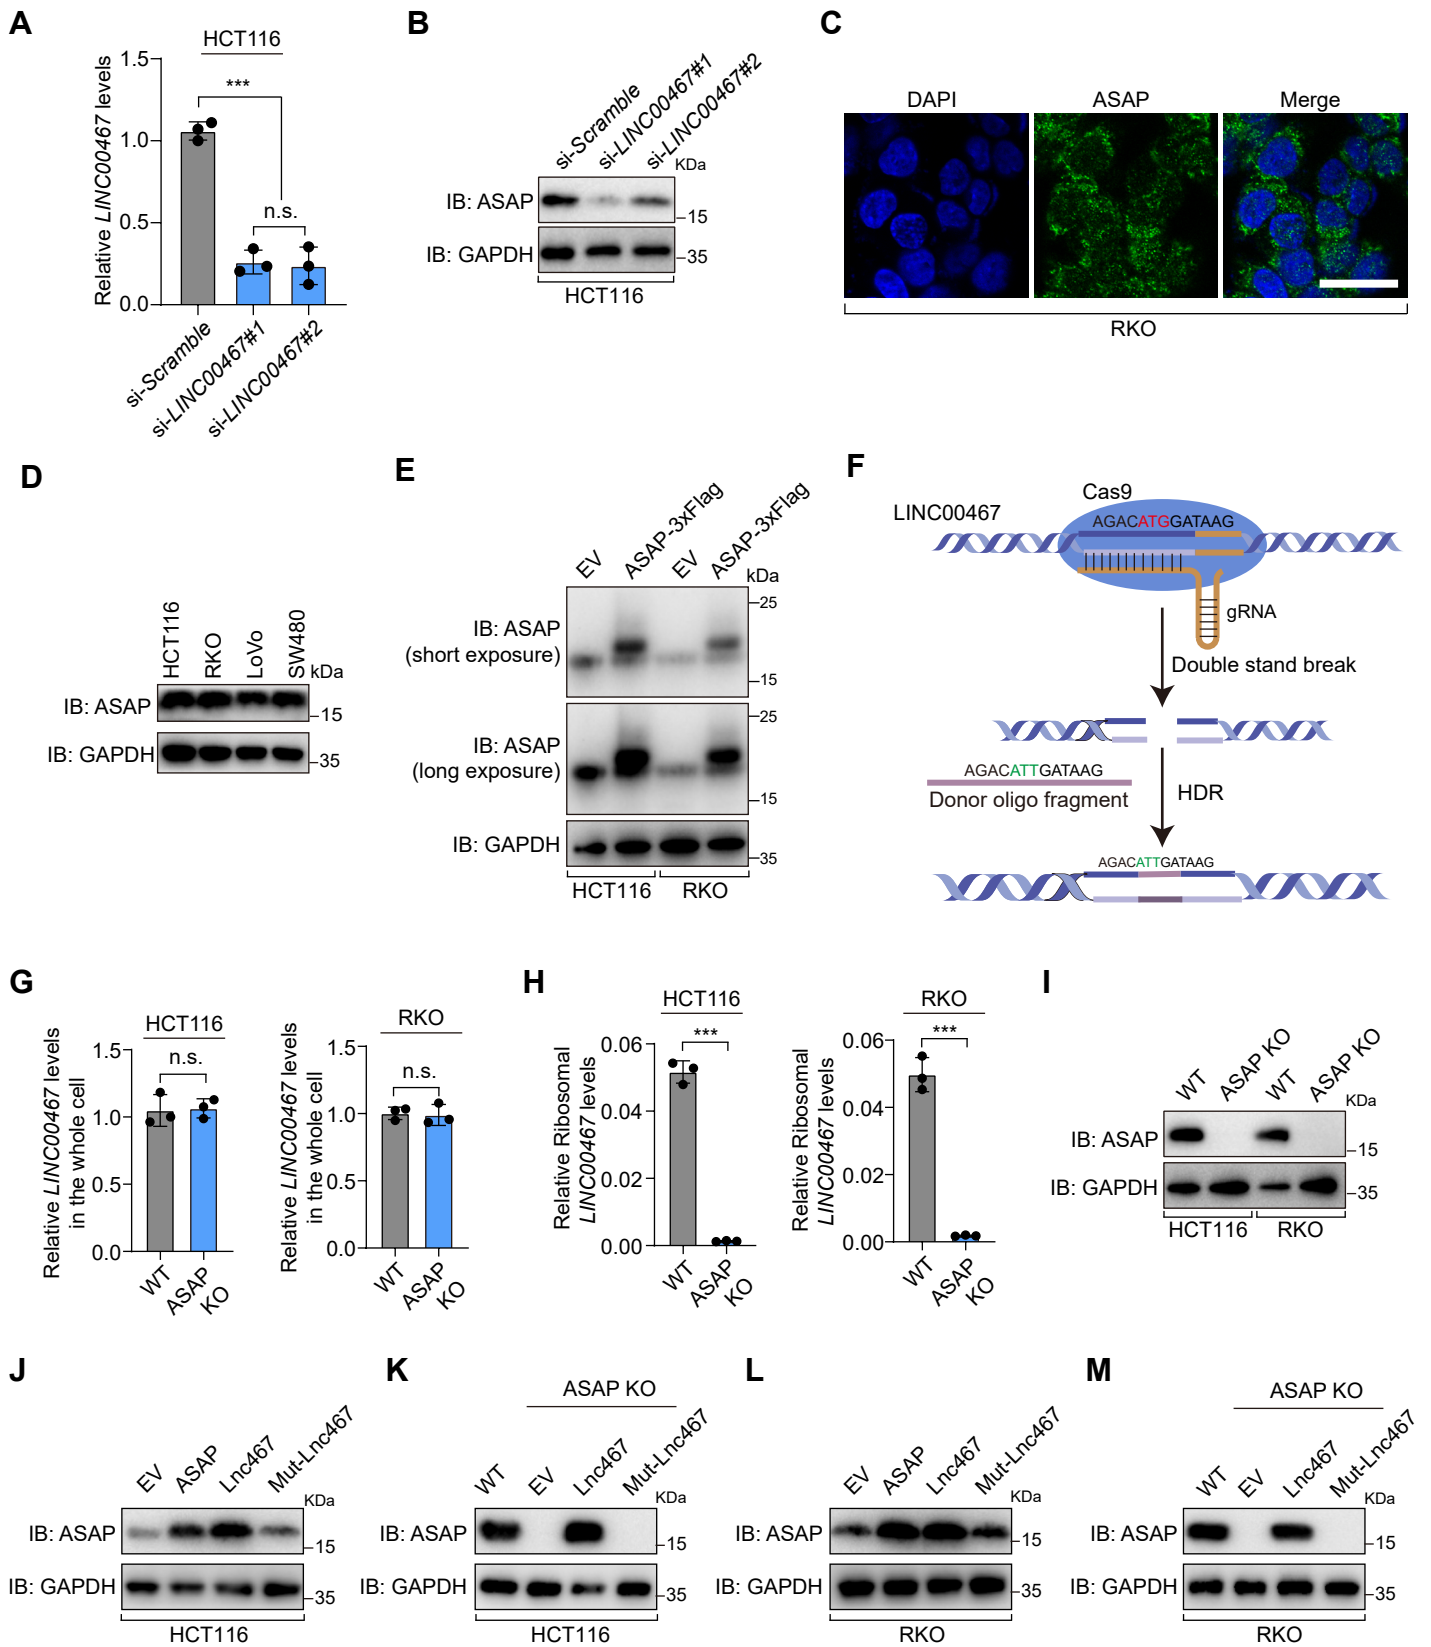 A
HCT116
Relative LINC00467 levels
1.5
1.0
0.5
0.0
***
n.s.
si-Scramble
si-LINC00467#1
si-LINC00467#2
B
si-Scramble
si-LINC00467#1
si-LINC00467#2
KDa
IB: ASAP
15
IB: GAPDH
35
HCT116
C
DAPI
ASAP
Merge
RKO
D
HCT116
RKO
LoVo
SW480
kDa
IB: ASAP
15
IB: GAPDH
35
E
EV
ASAP-3xFlag
EV
ASAP-3xFlag
kDa
IB: ASAP
(short exposure)
25
15
IB: ASAP
(long exposure)
25
15
IB: GAPDH
35
HCT116
RKO
F
Cas9
LINC00467
AGACATGGATAAG
gRNA
Double stand break
AGACATTGATAAG
Donor oligo fragment
HDR
AGACATTGATAAG
G
HCT116
Relative LINC00467 levels
in the whole cell
1.5
1.0
0.5
0.0
n.s.
WT
ASAP
KO
RKO
Relative LINC00467 levels
in the whole cell
1.5
1.0
0.5
0.0
n.s.
WT
ASAP
KO
H
HCT116
Relative Ribosomal
LINC00467 levels
0.06
0.04
0.02
0.00
***
WT
ASAP
KO
RKO
Relative Ribosomal
LINC00467 levels
0.06
0.04
0.02
0.00
***
WT
ASAP
KO
I
WT
ASAP KO
WT
ASAP KO
KDa
IB: ASAP
15
IB: GAPDH
35
HCT116
RKO
J
EV
ASAP
Lnc467
Mut-Lnc467
KDa
IB: ASAP
15
IB: GAPDH
35
HCT116
K
ASAP KO
WT
EV
Lnc467
Mut-Lnc467
KDa
IB: ASAP
15
IB: GAPDH
35
HCT116
L
EV
ASAP
Lnc467
Mut-Lnc467
KDa
IB: ASAP
15
IB: GAPDH
35
RKO
M
ASAP KO
WT
EV
Lnc467
Mut-Lnc467
KDa
IB: ASAP
15
IB: GAPDH
35
RKO